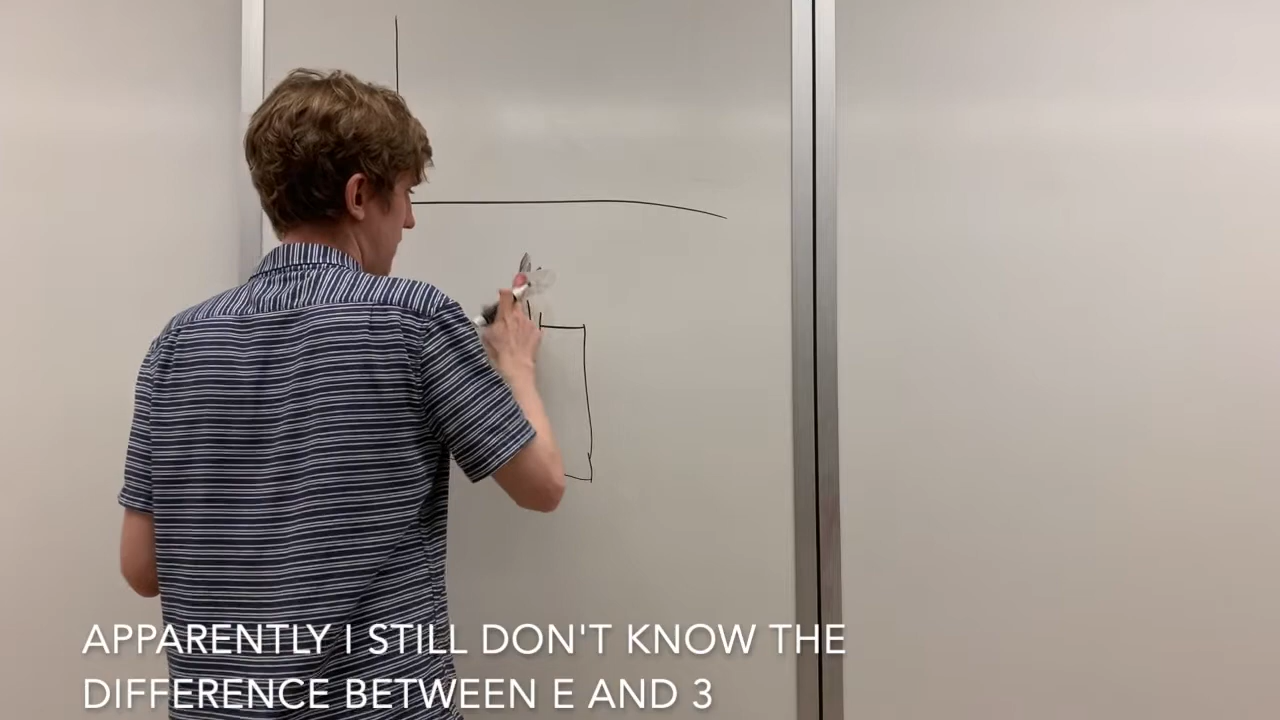 APPARENTLY I STILL DON'T KNOW THE
DIFFERENCE BETWEEN E AND 3